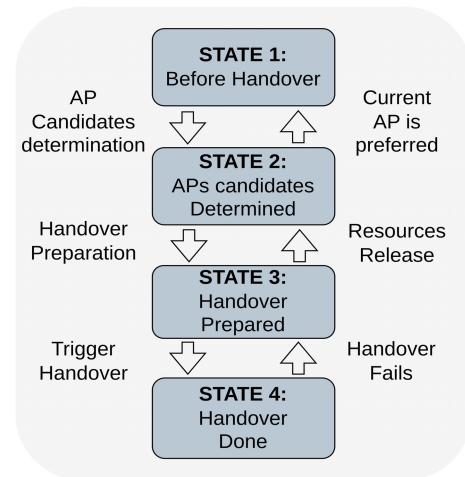 STATE 1:
Before Handover
AP
Candidates
determination
Current
AP is
preferred
STATE 2:
APs candidates
Determined
Handover
Preparation
Resources
Release
STATE 3:
Handover
Prepared
Trigger
Handover
Handover
Fails
STATE 4:
Handover
Done